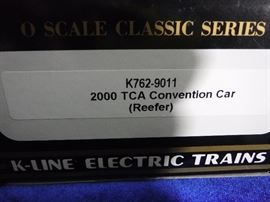 O SCALE CLASSIC SERIES
K762-9011
2000 TCA Convention Car
(Reefer)
K-LINE ELECTRIC TRAINS